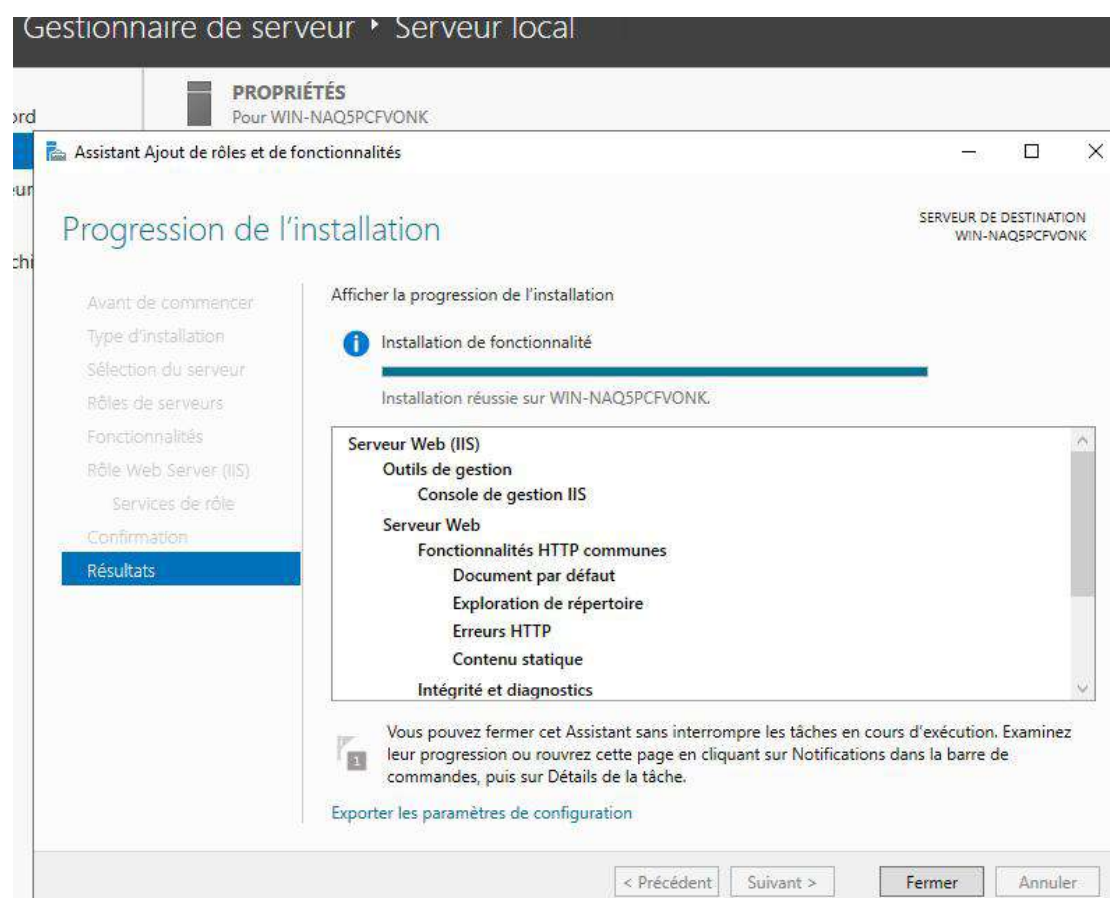 Gestionnaire de serveur ‣ Serveur local
PROPRIÉTÉS
Pour WIN-NAQ5PCFVONK
Assistant Ajout de rôles et de fonctionnalités
Progression de l'installation
SERVEUR DE DESTINATION
WIN-NAQ5PCFVONK
Avant de commencer
Type d'installation
Sélection du serveur
Rôles de serveurs
Fonctionnalités
Rôle Web Server (IIS)
Services de rôle
Confirmation
Résultats
Afficher la progression de l'installation
Installation de fonctionnalité
Installation réussie sur WIN-NAQ5PCFVONK.
Serveur Web (IIS)
Outils de gestion
Console de gestion IIS
Serveur Web
Fonctionnalités HTTP communes
Document par défaut
Exploration de répertoire
Erreurs HTTP
Contenu statique
Intégrité et diagnostics
1
Vous pouvez fermer cet Assistant sans interrompre les tâches en cours d'exécution. Examinez
leur progression ou rouvrez cette page en cliquant sur Notifications dans la barre de
commandes, puis sur Détails de la tâche.
Exporter les paramètres de configuration
< Précédent
Suivant >
Fermer
Annuler